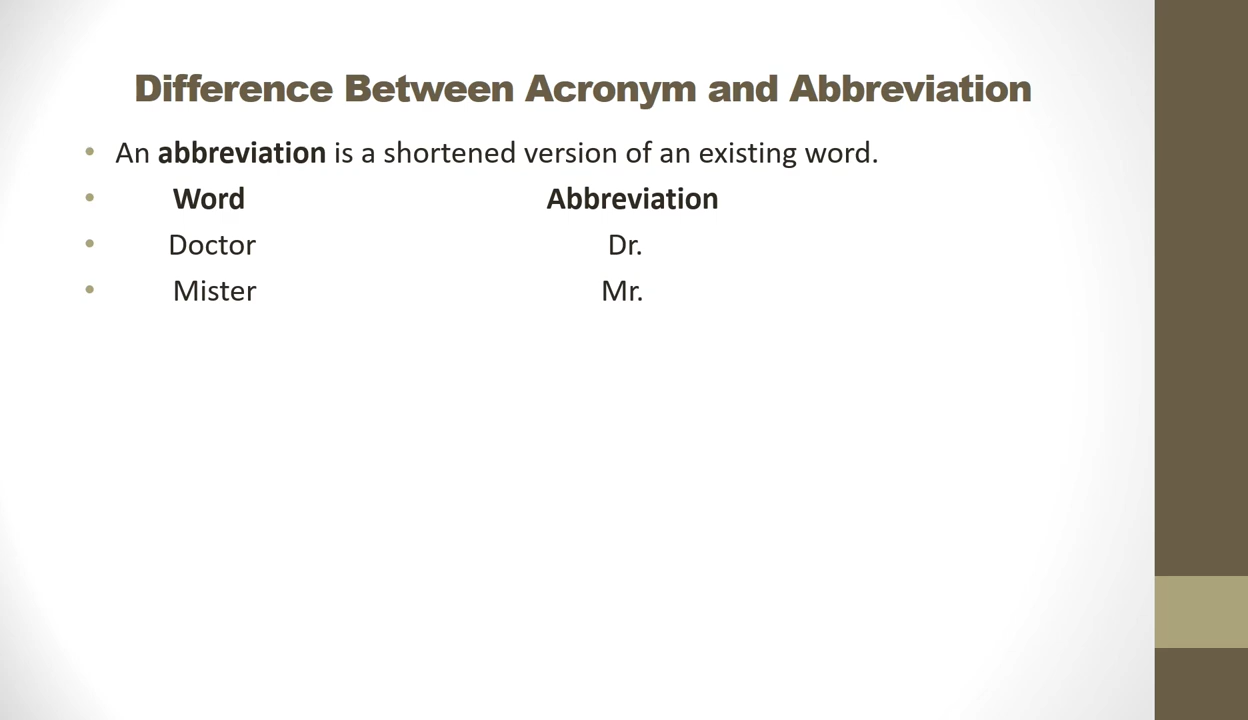 Difference Between Acronym and Abbreviation
• An abbreviation is a shortened version of an existing word.
• Word Abbreviation
• Doctor Dr.
• Mister Mr.